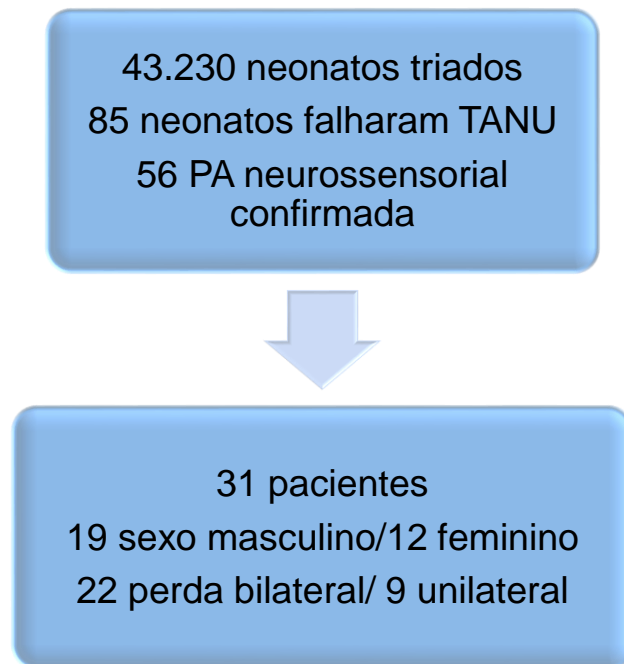 43.230 neonatos triados
85 neonatos falharam TANU
56 PA neurossensorial
confirmada
31 pacientes
19 sexo masculino/12 feminino
22 perda bilateral/ 9 unilateral